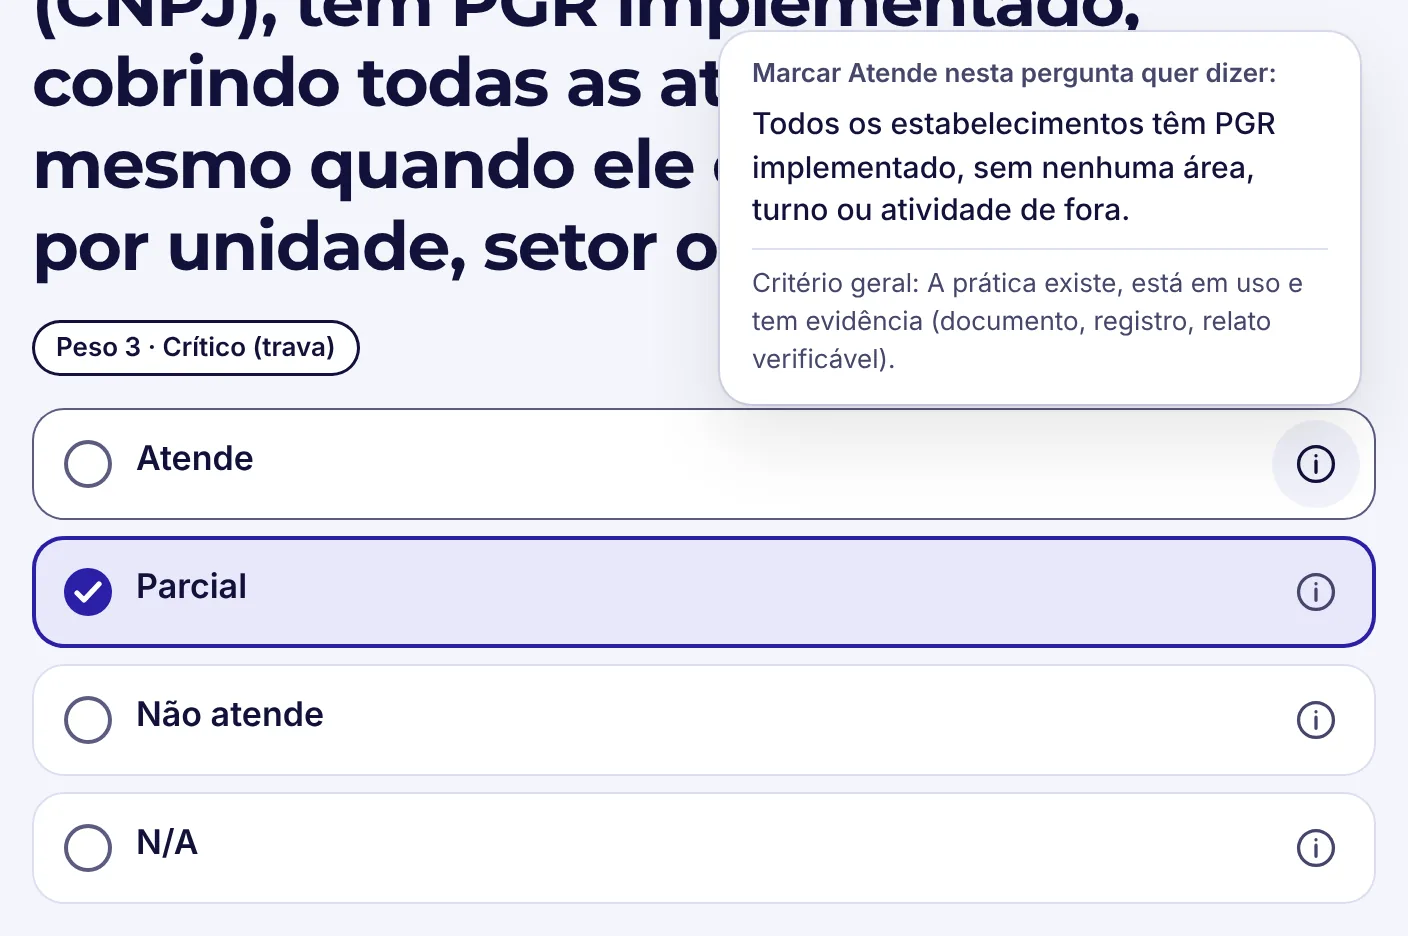 (CNPJ), têm PGR implementado,
cobrindo todas as
mesmo quando ele
por unidade, setor
Marcar Atende nesta pergunta quer dizer:
Todos os estabelecimentos têm PGR
implementado, sem nenhuma área,
turno ou atividade de fora.
Critério geral: A prática existe, está em uso e
tem evidência (documento, registro, relato
verificável).
Peso 3 · Crítico (trava)
Atende
Parcial
Não atende
N/A